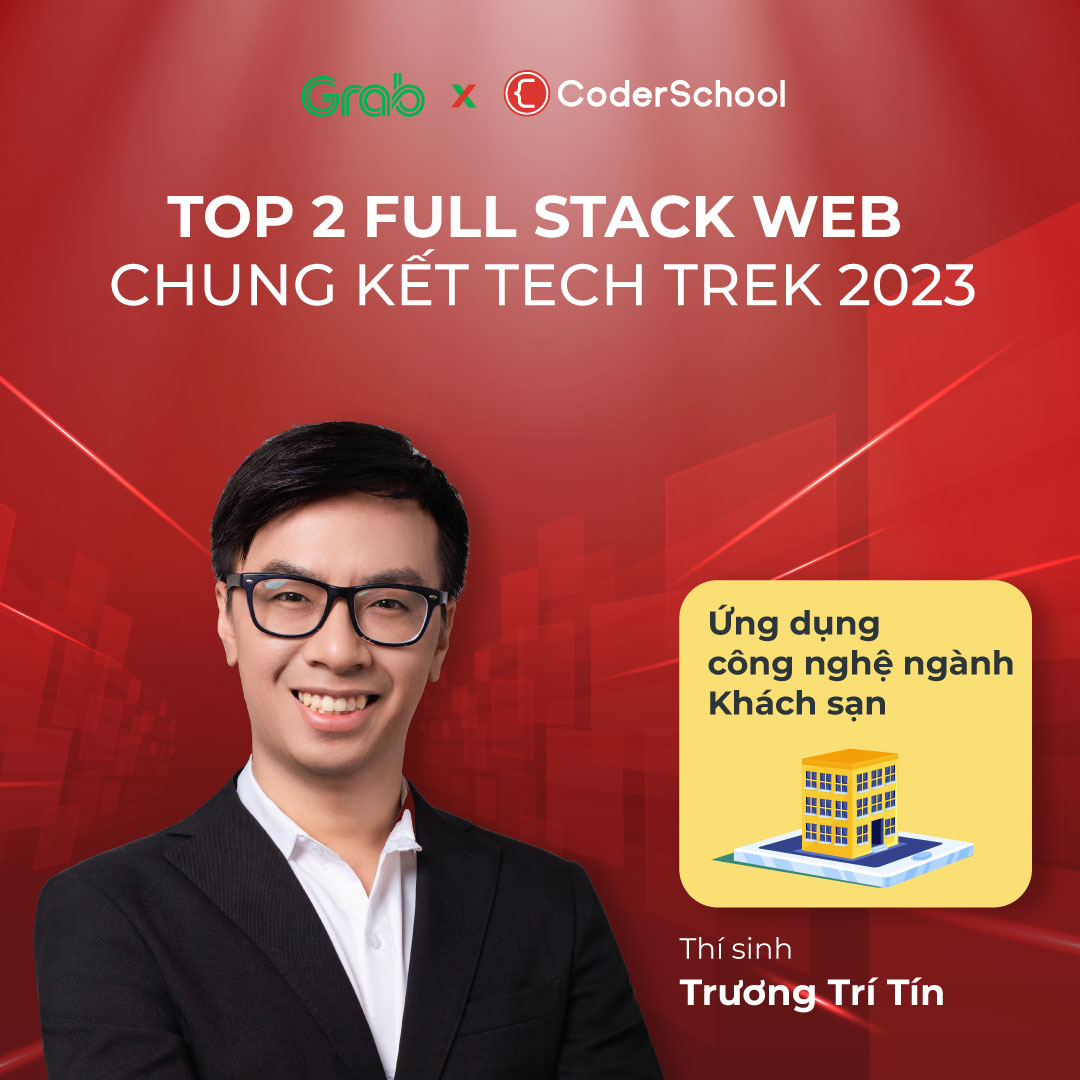 Grab x CoderSchool
TOP 2 FULL STACK WEB
CHUNG KẾT TECH TREK 2023
Ứng dụng
công nghệ ngành
Khách sạn
Thí sinh
Trương Trí Tín